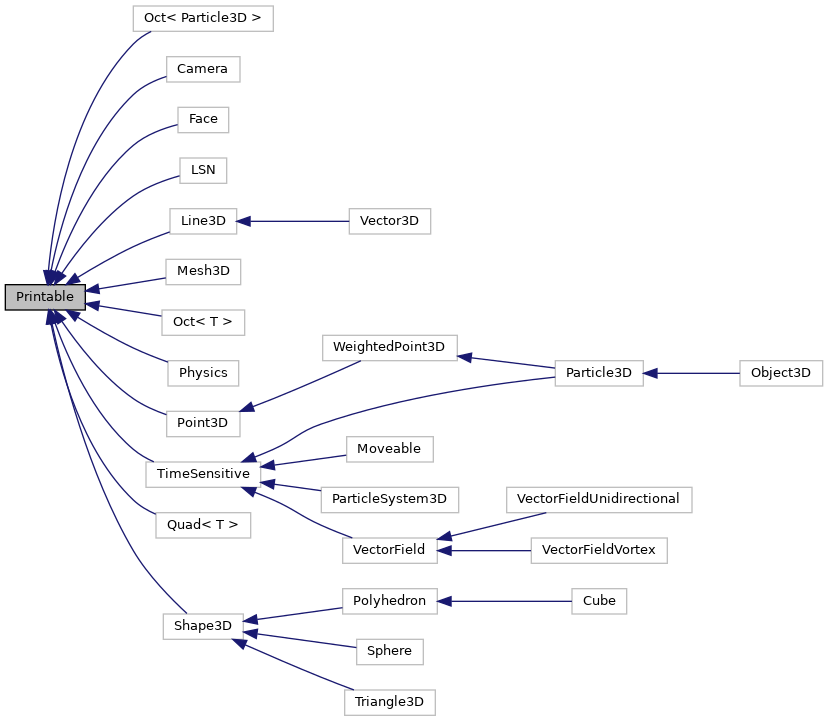 Oct< Particle3D >
Camera
Face
LSN
Line3D
Vector3D
Mesh3D
Printable
Oct< T >
WeightedPoint3D
Physics
Particle3D
Object3D
Point3D
Moveable
TimeSensitive
ParticleSystem3D
VectorFieldUnidirectional
Quad< T >
VectorField
VectorFieldVortex
Polyhedron
Cube
Shape3D
Sphere
Triangle3D